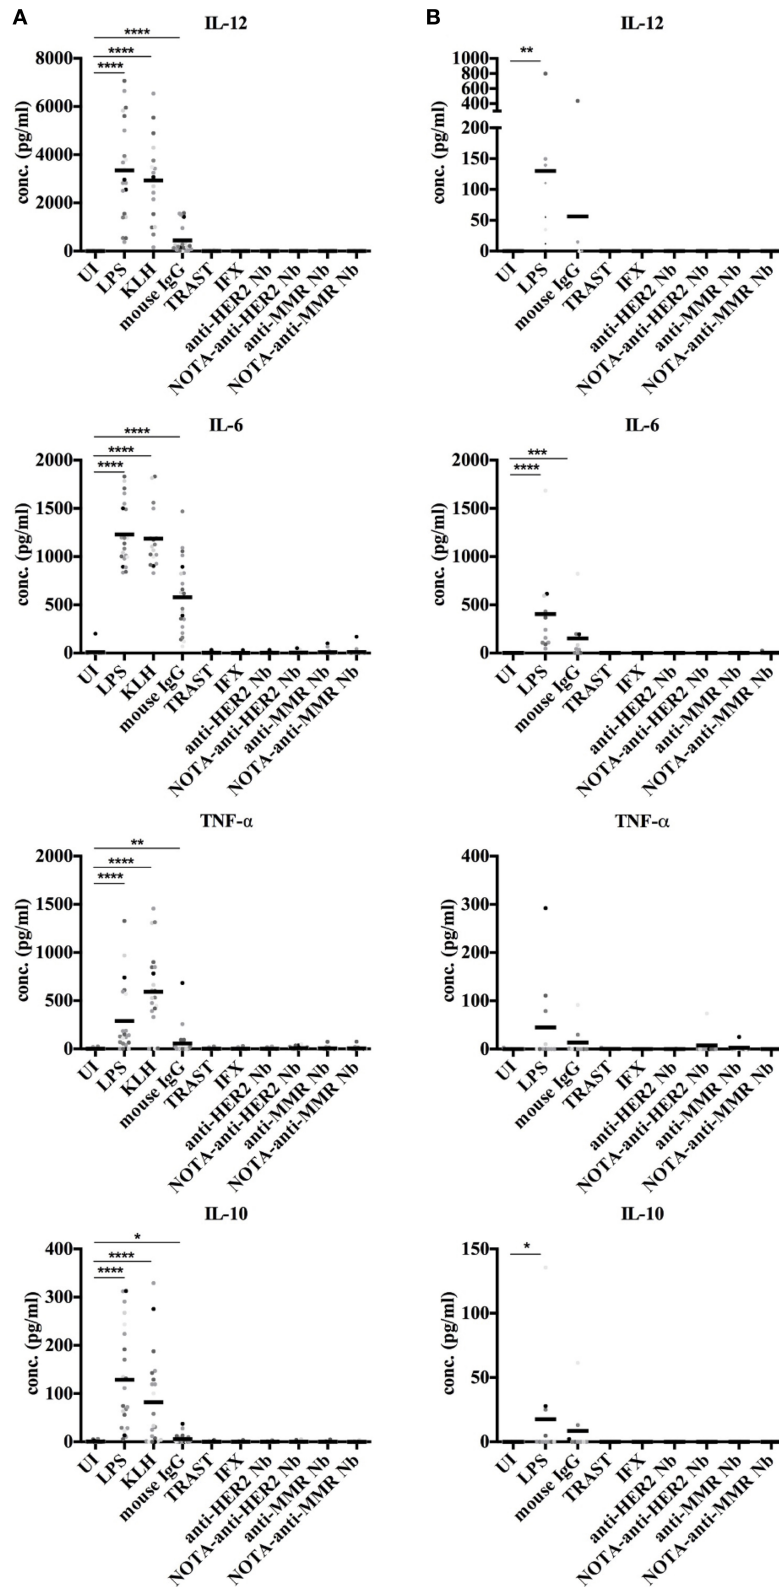 A
IL-12
****
****
****
8000
6000
4000
2000
0
conc. (pg/ml)
UI
LPS
KLH
mouse IgG
TRAST
IFX
anti-HER2 Nb
NOTA-anti-HER2 Nb
anti-MMR Nb
NOTA-anti-MMR Nb
B
IL-12
**
1000
800
600
400
200
150
100
50
0
conc. (pg/ml)
UI
LPS
mouse IgG
TRAST
IFX
anti-HER2 Nb
NOTA-anti-HER2 Nb
anti-MMR Nb
NOTA-anti-MMR Nb
IL-6
****
****
****
2000
1500
1000
500
0
conc. (pg/ml)
UI
LPS
KLH
mouse IgG
TRAST
IFX
anti-HER2 Nb
NOTA-anti-HER2 Nb
anti-MMR Nb
NOTA-anti-MMR Nb
IL-6
***
****
2000
1500
1000
500
0
conc. (pg/ml)
UI
LPS
mouse IgG
TRAST
IFX
anti-HER2 Nb
NOTA-anti-HER2 Nb
anti-MMR Nb
NOTA-anti-MMR Nb
TNF-α
**
****
****
2000
1500
1000
500
0
conc. (pg/ml)
UI
LPS
KLH
mouse IgG
TRAST
IFX
anti-HER2 Nb
NOTA-anti-HER2 Nb
anti-MMR Nb
NOTA-anti-MMR Nb
TNF-α
400
300
200
100
0
conc. (pg/ml)
UI
LPS
mouse IgG
TRAST
IFX
anti-HER2 Nb
NOTA-anti-HER2 Nb
anti-MMR Nb
NOTA-anti-MMR Nb
IL-10
*
****
****
400
300
200
100
0
conc. (pg/ml)
UI
LPS
KLH
mouse IgG
TRAST
IFX
anti-HER2 Nb
NOTA-anti-HER2 Nb
anti-MMR Nb
NOTA-anti-MMR Nb
IL-10
*
150
100
50
0
conc. (pg/ml)
UI
LPS
mouse IgG
TRAST
IFX
anti-HER2 Nb
NOTA-anti-HER2 Nb
anti-MMR Nb
NOTA-anti-MMR Nb